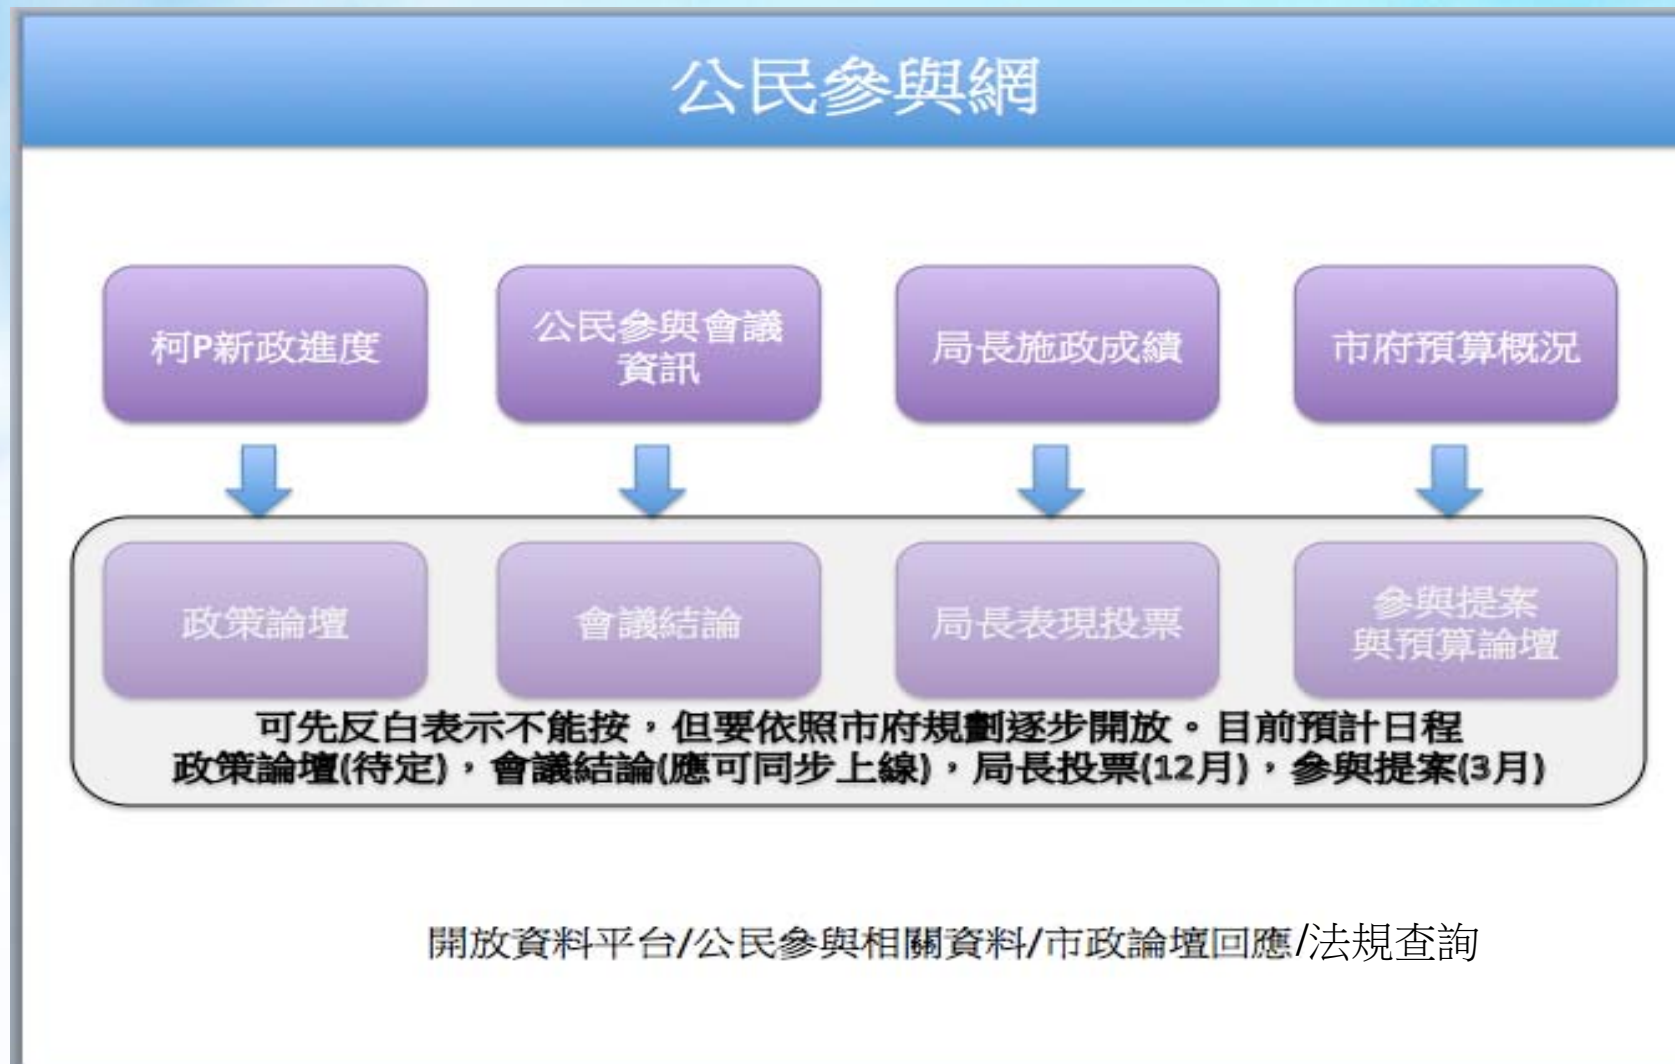 公民參與網
柯P新政進度
公民參與會議
資訊
局長施政成績
市府預算概況
政策論壇
會議結論
局長表現投票
參與提案
與預算論壇
可先反白表示不能按，但要依照市府規劃逐步開放。目前預計日程
政策論壇(待定)，會議結論(應可同步上線)，局長投票(12月)，參與提案(3月)
開放資料平台/公民參與相關資料/市政論壇回應/法規查詢